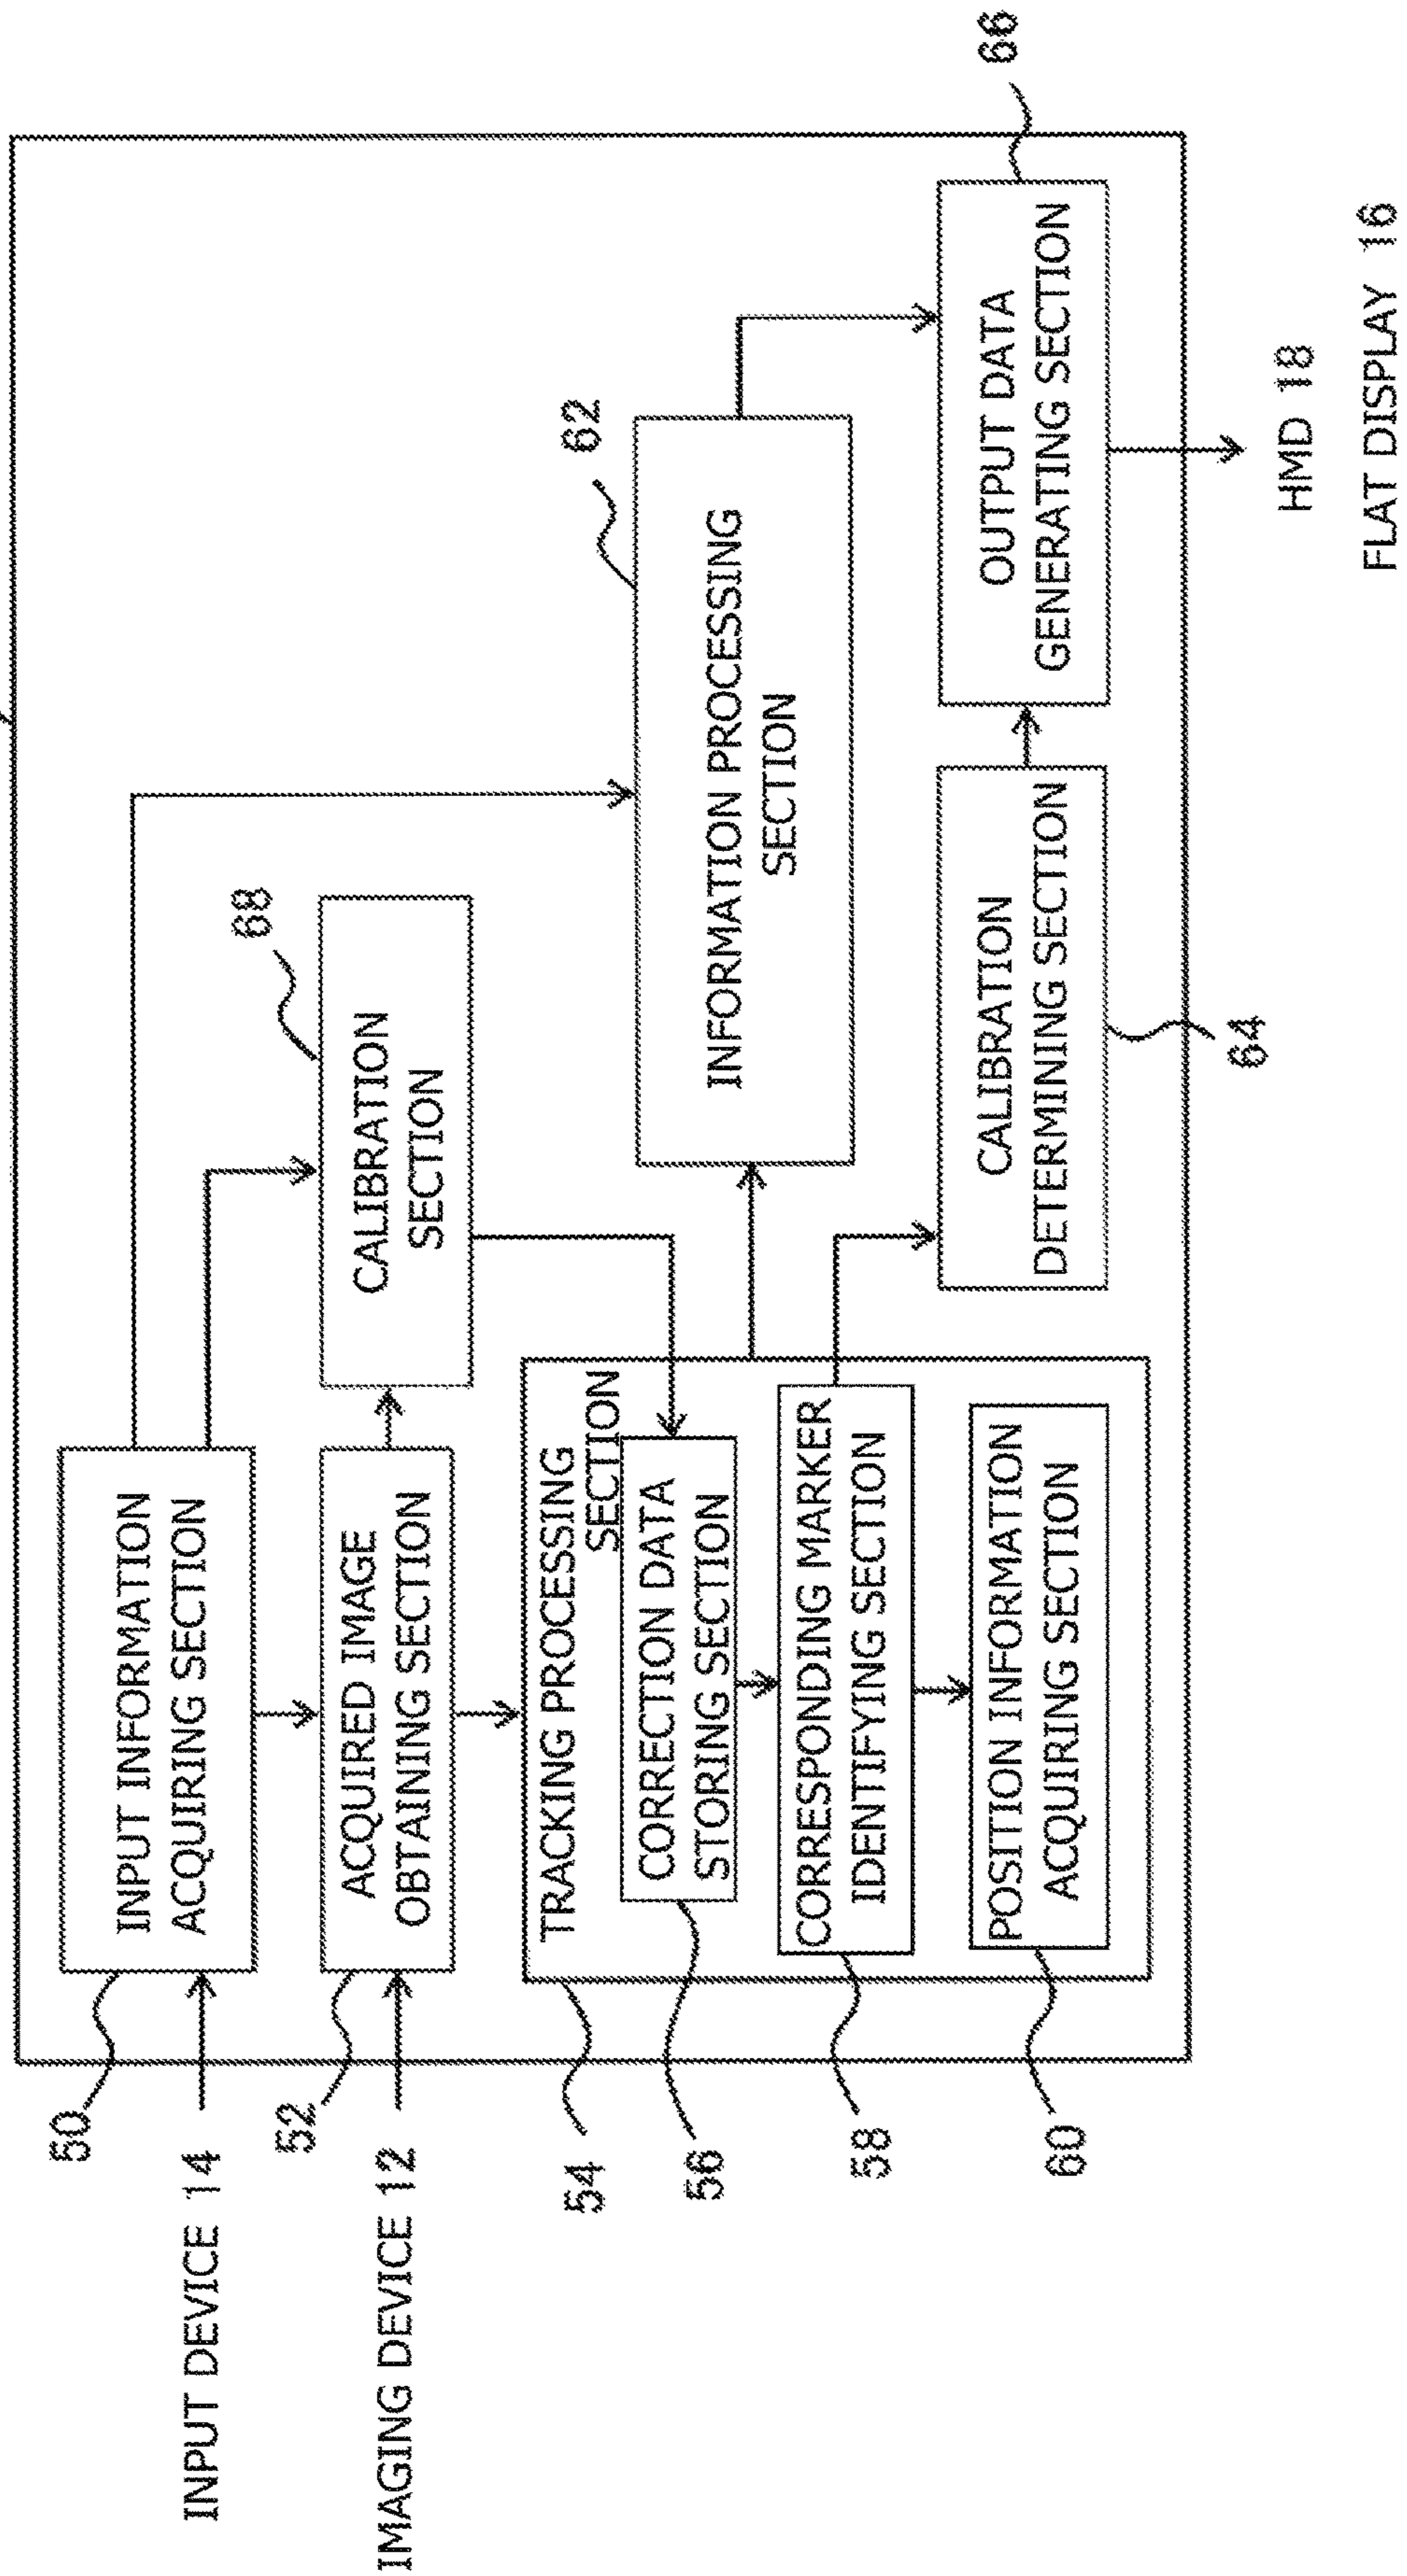 INPUT DEVICE 14
50
INPUT INFORMATION
ACQUIRING SECTION
IMAGING DEVICE 12
52
ACQUIRED IMAGE
OBTAINING SECTION
68
CALIBRATION
SECTION
54
TRACKING PROCESSING
SECTION
56
CORRECTION DATA
STORING SECTION
58
CORRESPONDING MARKER
IDENTIFYING SECTION
60
POSITION INFORMATION
ACQUIRING SECTION
62
INFORMATION PROCESSING
SECTION
64
CALIBRATION
DETERMINING SECTION
66
OUTPUT DATA
GENERATING SECTION
HMD 18
FLAT DISPLAY 16